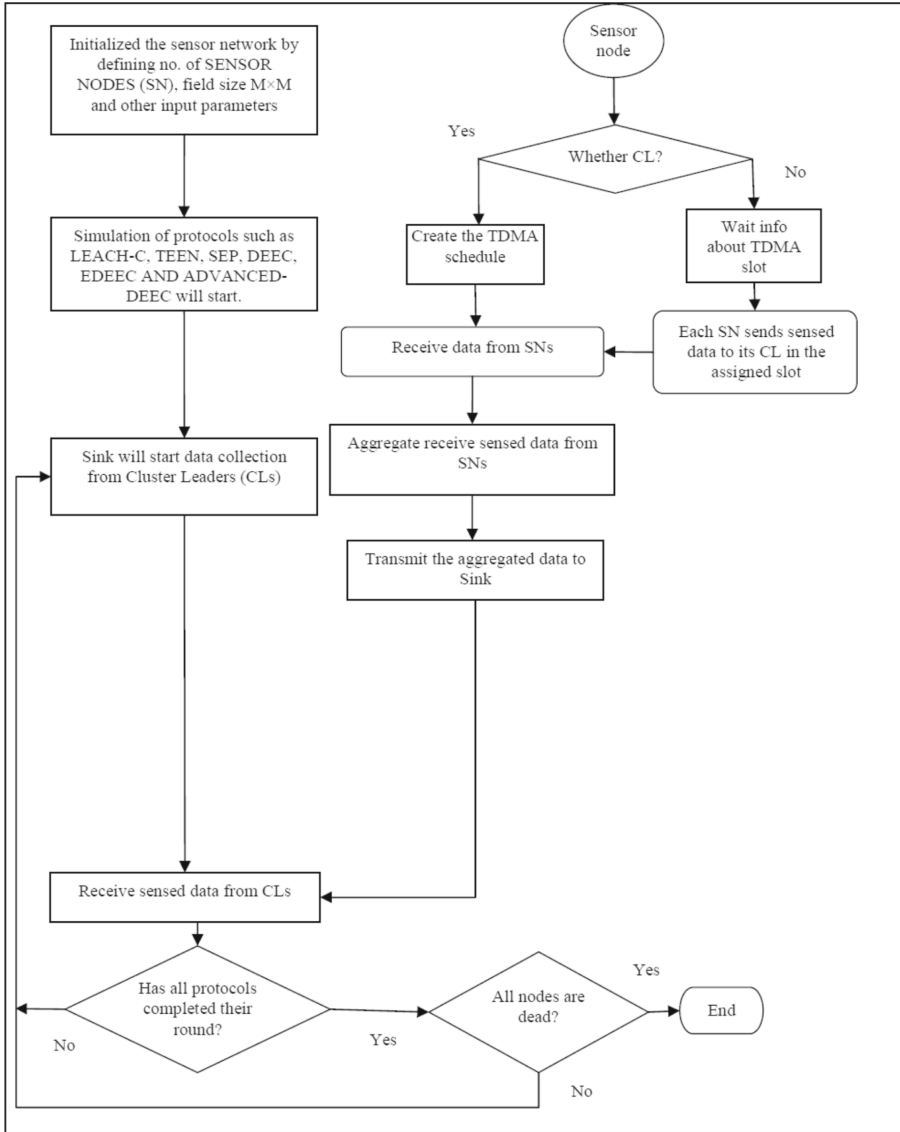 Initialized the sensor network by
defining no. of SENSOR
NODES (SN), field size M×M
and other input parameters
Simulation of protocols such as
LEACH-C, TEEN, SEP, DEEC,
EDEEC AND ADVANCED-
DEEC will start.
Sink will start data collection
from Cluster Leaders (CLs)
Sensor
node
Whether CL?
Yes
No
Create the TDMA
schedule
Wait info
about TDMA
slot
Each SN sends sensed
data to its CL in the
assigned slot
Receive data from SNs
Aggregate receive sensed data from
SNs
Transmit the aggregated data to
Sink
Receive sensed data from CLs
Has all protocols
completed their
round?
No
Yes
All nodes are
dead?
Yes
No
End